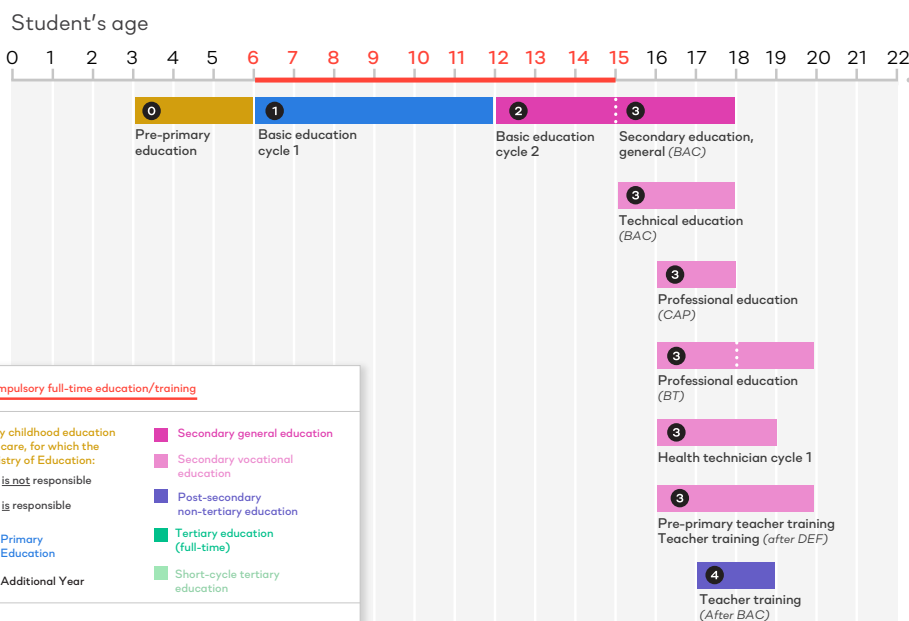 Student's age
0 1 2 3 4 5 6 7 8 9 10 11 12 13 14 15 16 17 18 19 20 21 22
0 1 2 3
Pre-primary
education
Basic education
cycle 1
Basic education
cycle 2
Secondary education,
general (BAC)
3
Technical education
(BAC)
3
Professional education
(CAP)
3
Professional education
(BT)
3
Health technician cycle 1
3
Pre-primary teacher training
Teacher training (after DEF)
4
Teacher training
(After BAC)
mpulsory full-time education/training
y childhood education
care, for which the
istry of Education:
is not responsible
is responsible
Primary
Education
Additional Year
Secondary general education
Secondary vocational
education
Post-secondary
non-tertiary education
Tertiary education
(full-time)
Short-cycle tertiary
education